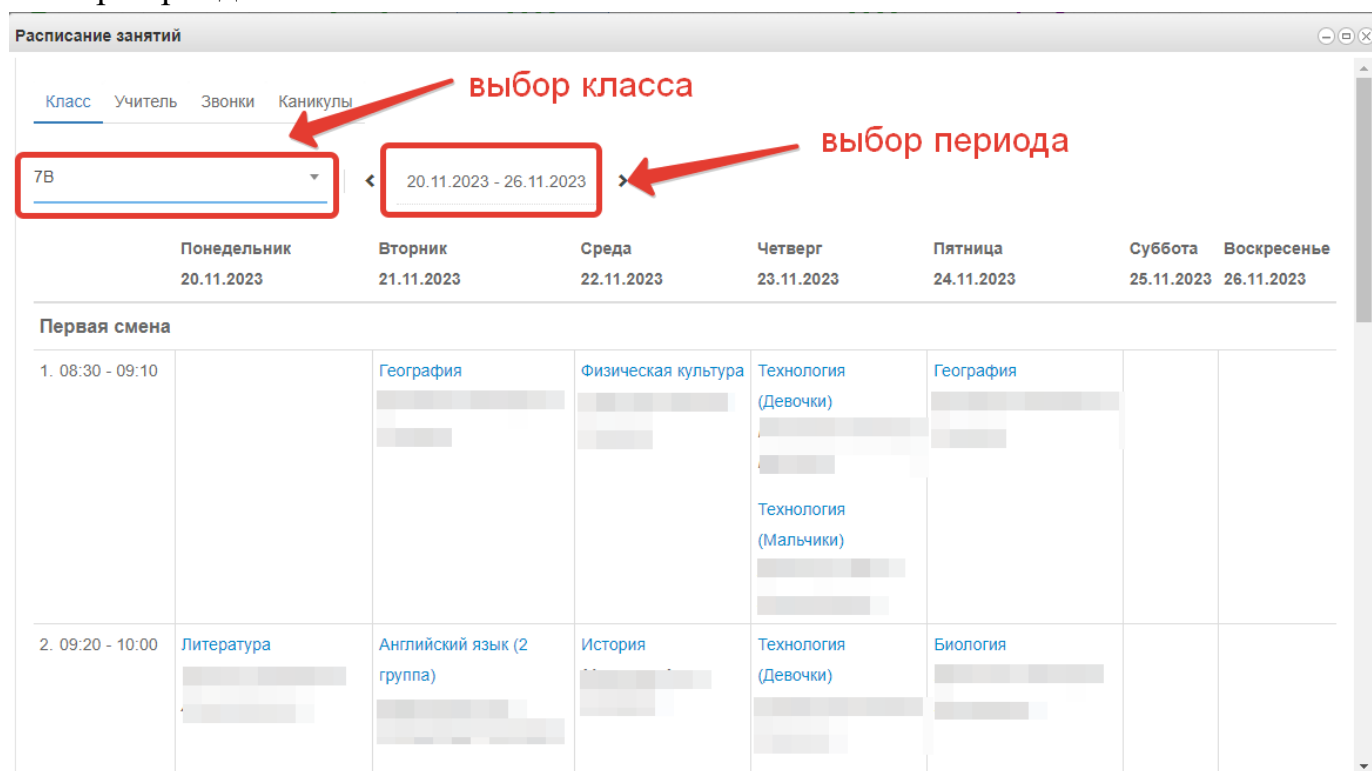 Расписание занятий
выбор класса
Класс Учитель Звонки Каникулы
выбор периода
7В 20.11.2023 - 26.11.2023
Понедельник Вторник Среда Четверг Пятница Суббота Воскресенье
20.11.2023 21.11.2023 22.11.2023 23.11.2023 24.11.2023 25.11.2023 26.11.2023
Первая смена
1. 08:30 - 09:10 География Физическая культура Технология География
(Девочки)
Технология
(Мальчики)
2. 09:20 - 10:00 Литература Английский язык (2 История Технология Биология
группа) (Девочки)